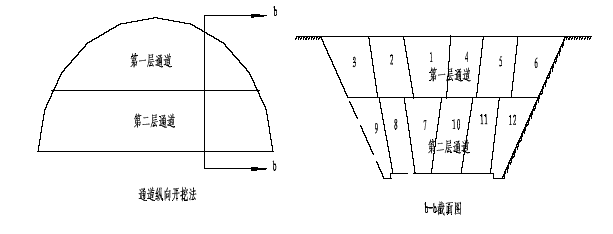 b
第一层通道
第二层通道
b
通道纵向开挖法
3 2 1 4 5 6
第一层通道
9 8 7 10 11 12
第二层通道
b-b截面图